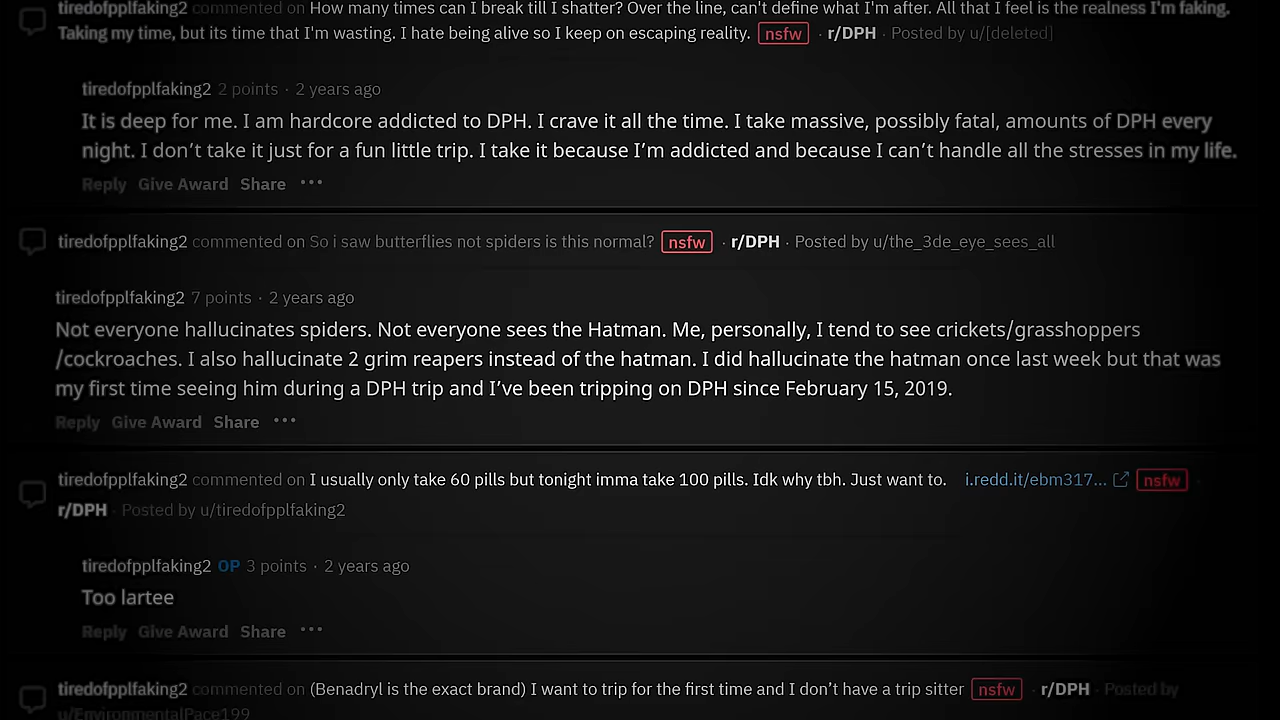 tiredofpplfaking2 commented on How many times can I break till I shatter? Over the line, can't define what I'm after. All that I feel is the realness I'm faking.
Taking my time, but its time that I'm wasting. I hate being alive so I keep on escaping reality. nsfw · r/DPH · Posted by u/[deleted]
tiredofpplfaking2 2 points · 2 years ago
It is deep for me. I am hardcore addicted to DPH. I crave it all the time. I take massive, possibly fatal, amounts of DPH every
night. I don’t take it just for a fun little trip. I take it because I’m addicted and because I can’t handle all the stresses in my life.
Reply Give Award Share •••
tiredofpplfaking2 commented on So i saw butterflies not spiders is this normal? nsfw · r/DPH · Posted by u/the_3de_eye_sees_all
tiredofpplfaking2 7 points · 2 years ago
Not everyone hallucinates spiders. Not everyone sees the Hatman. Me, personally, I tend to see crickets/grasshoppers
/cockroaches. I also hallucinate 2 grim reapers instead of the hatman. I did hallucinate the hatman once last week but that was
my first time seeing him during a DPH trip and I’ve been tripping on DPH since February 15, 2019.
Reply Give Award Share •••
tiredofpplfaking2 commented on I usually only take 60 pills but tonight imma take 100 pills. Idk why tbh. Just want to. i.redd.it/ebm317... nsfw ·
r/DPH · Posted by u/tiredofpplfaking2
tiredofpplfaking2 OP 3 points · 2 years ago
Too lartee
Reply Give Award Share •••
tiredofpplfaking2 commented on (Benadryl is the exact brand) I want to trip for the first time and I don’t have a trip sitter nsfw · r/DPH · Posted by
u/EnvironmentalPace199